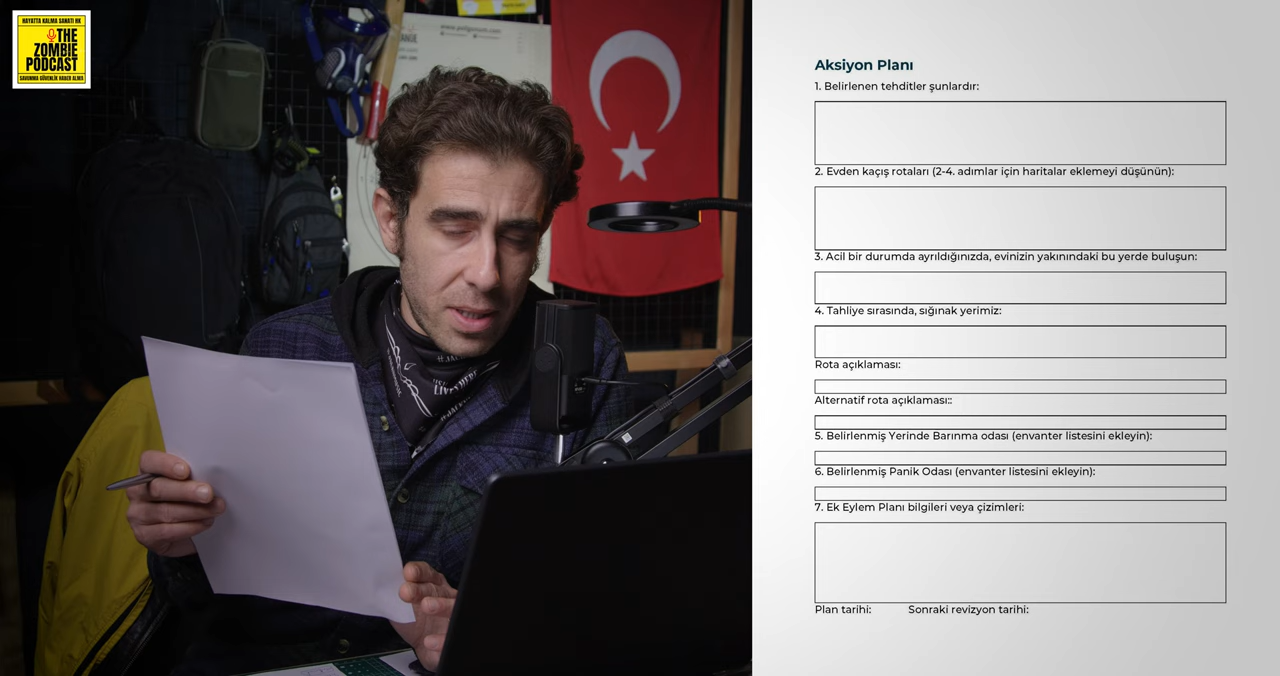 HAYATTA KALMA SANATI HK
THE
ZOMBIE
PODCAST
SAVUNMA GÜVENLİK HABER ALMA
Aksiyon Planı
1. Belirlenen tehditler şunlardır:
2. Evden kaçış rotaları (2-4. adımlar için haritalar eklemeyi düşünün):
3. Acil bir durumda ayrıldığınızda, evinizin yakınındaki bu yerde buluşun:
4. Tahliye sırasında, sığınak yerimiz:
Rota açıklaması:
Alternatif rota açıklaması::
5. Belirlenmiş Yerinde Barınma odası (envanter listesini ekleyin):
6. Belirlenmiş Panik Odası (envanter listesini ekleyin):
7. Ek Eylem Planı bilgileri veya çizimleri:
Plan tarihi: Sonraki revizyon tarihi: